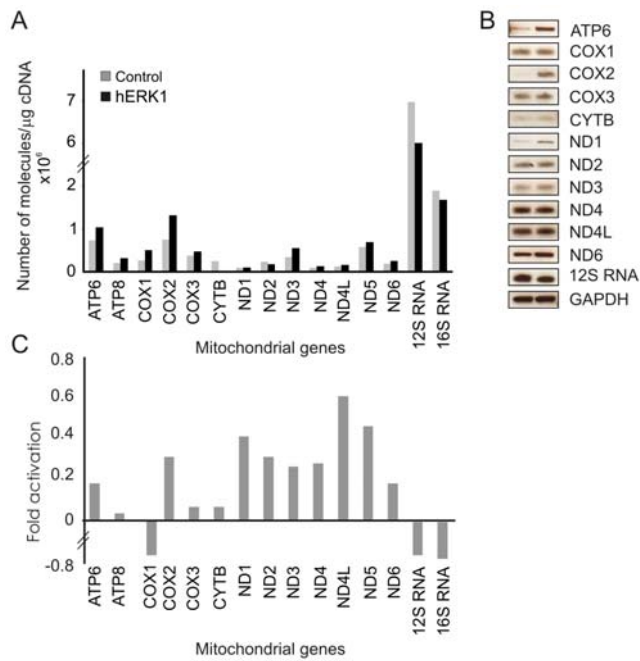 A
Control
hERK1
Number of molecules/µg cDNA
x10⁶
7
6
2
1
0
ATP6
ATP8
COX1
COX2
COX3
CYTB
ND1
ND2
ND3
ND4
ND4L
ND5
ND6
12S RNA
16S RNA
Mitochondrial genes
B
ATP6
COX1
COX2
COX3
CYTB
ND1
ND2
ND3
ND4
ND4L
ND6
12S RNA
GAPDH
C
Fold activation
0.8
0.6
0.4
0.2
0
-0.8
ATP6
ATP8
COX1
COX2
COX3
CYTB
ND1
ND2
ND3
ND4
ND4L
ND5
ND6
12S RNA
16S RNA
Mitochondrial genes